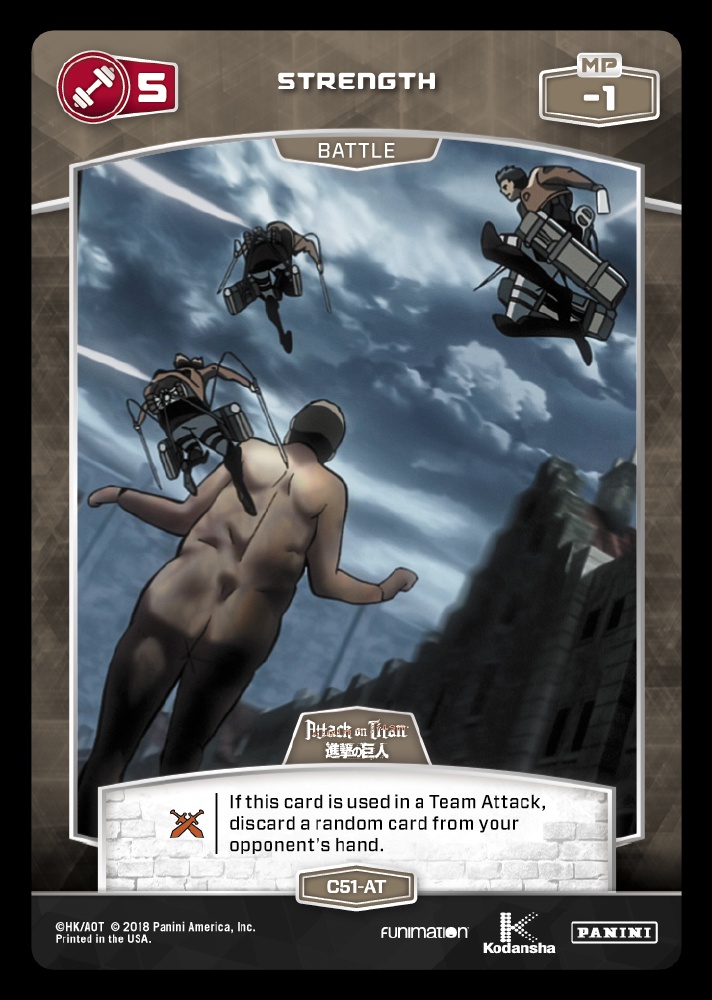 5
STRENGTH
MP
-1
BATTLE
Attack on Titan
進撃の巨人
If this card is used in a Team Attack,
discard a random card from your
opponent's hand.
C51-AT
©HK/AOT © 2018 Panini America, Inc.
Printed in the USA.
FUNIMATION
K
Kodansha
PANINI